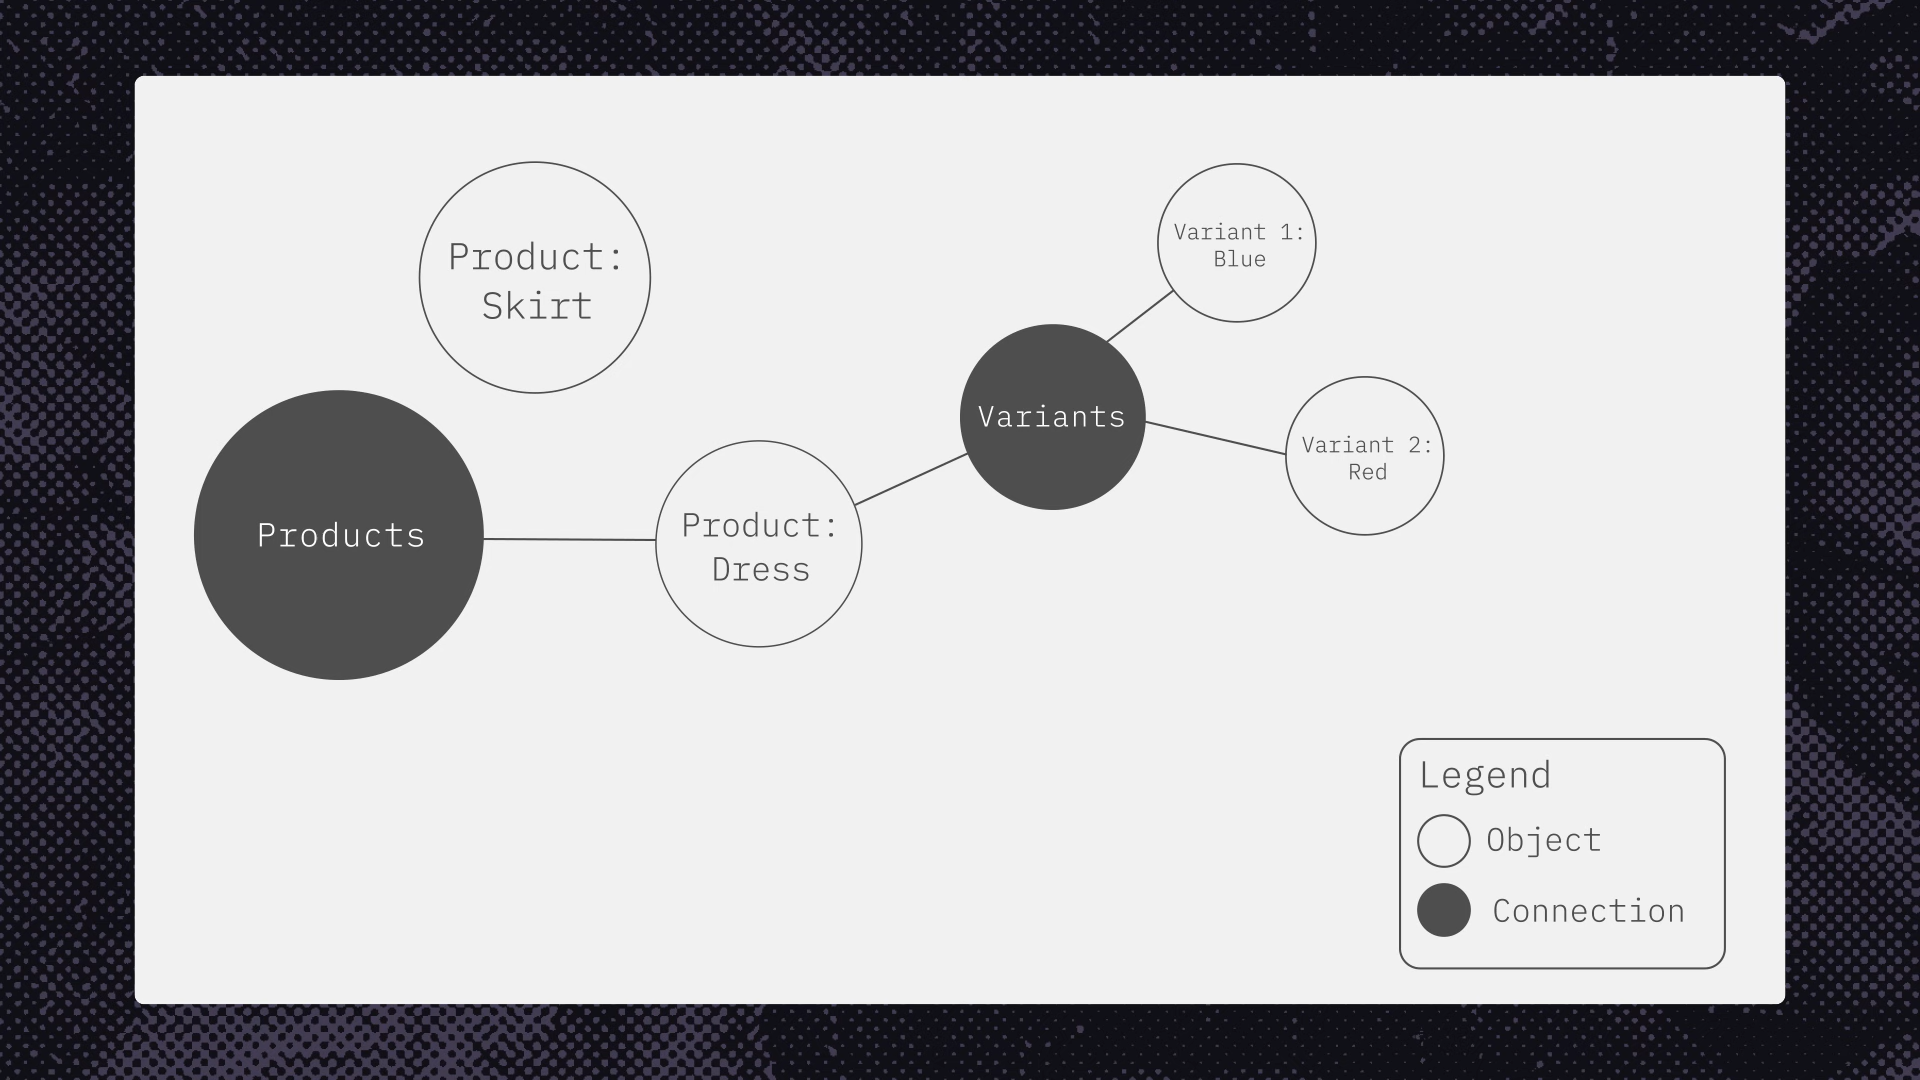 Product:
Skirt
Variant 1:
Blue
Variants
Variant 2:
Red
Products
Product:
Dress
Legend
Object
Connection